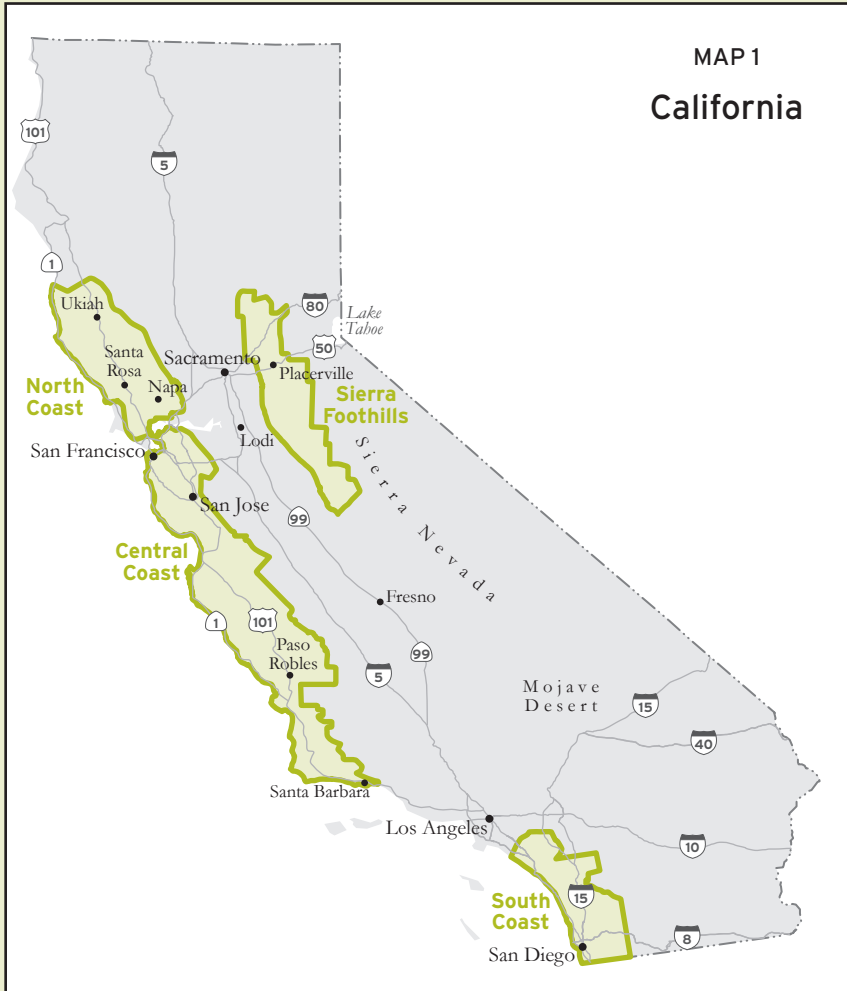 MAP 1
California
101
5
1
Ukiah
80
Lake
Tahoe
50
Santa
Rosa
Sacramento
Placerville
Napa
North
Coast
Sierra
Foothills
Lodi
San Francisco
Sierra Nevada
San Jose
99
Central
Coast
Fresno
1
101
Paso
Robles
99
5
Mojave
Desert
15
40
Santa Barbara
Los Angeles
10
15
South
Coast
8
San Diego